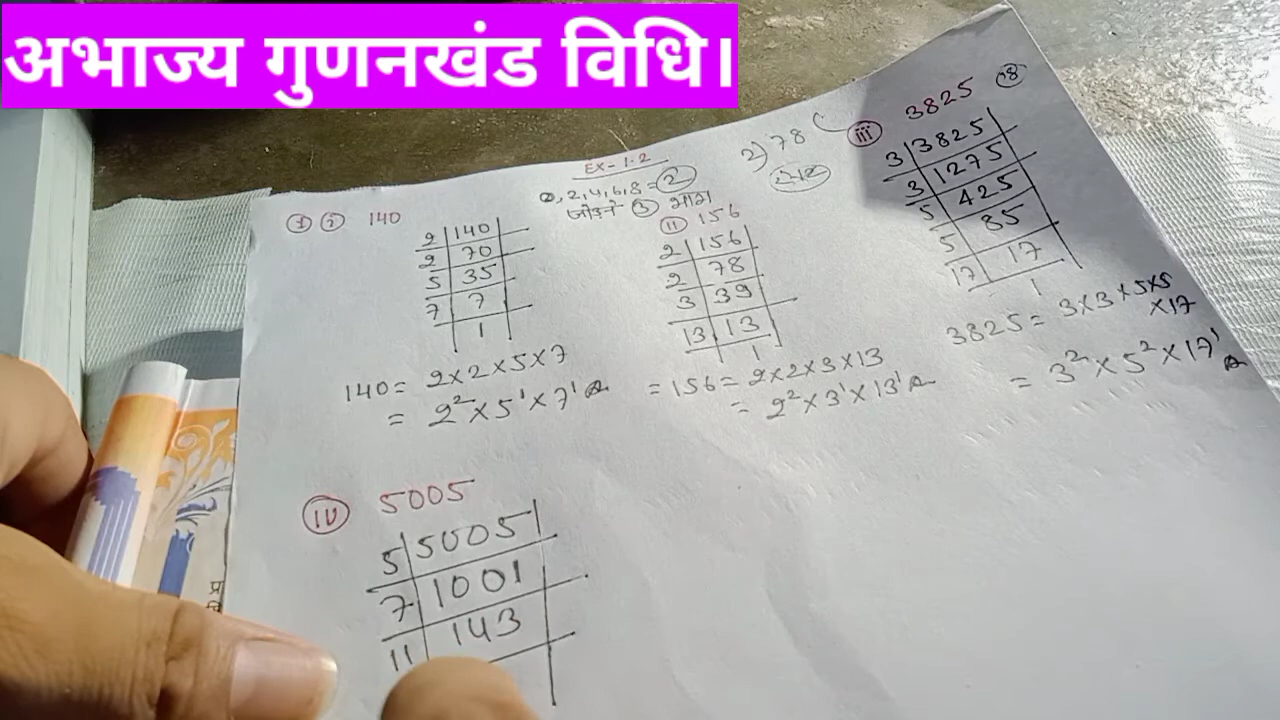 अभाज्य गुणनखंड विधि।
Ex- 1.2
0, 2, 4, 6, 8 = 2
जोड़ने 3 भाग
1 i 140
2 | 140
2 | 70
5 | 35
7 | 7
1
140 = 2×2×5×7
= 2² × 5¹ × 7¹
2) 78 (
ii 156
2 | 156
2 | 78
3 | 39
13 | 13
1
= 156 = 2×2×3×13
= 2² × 3¹ × 13¹
iii 3825
18
3 | 3825
3 | 1275
5 | 425
5 | 85
17 | 17
1
3825 = 3×3×5×5
×17
= 3² × 5² × 17¹
iv 5005
5 | 5005
7 | 1001
11 | 143